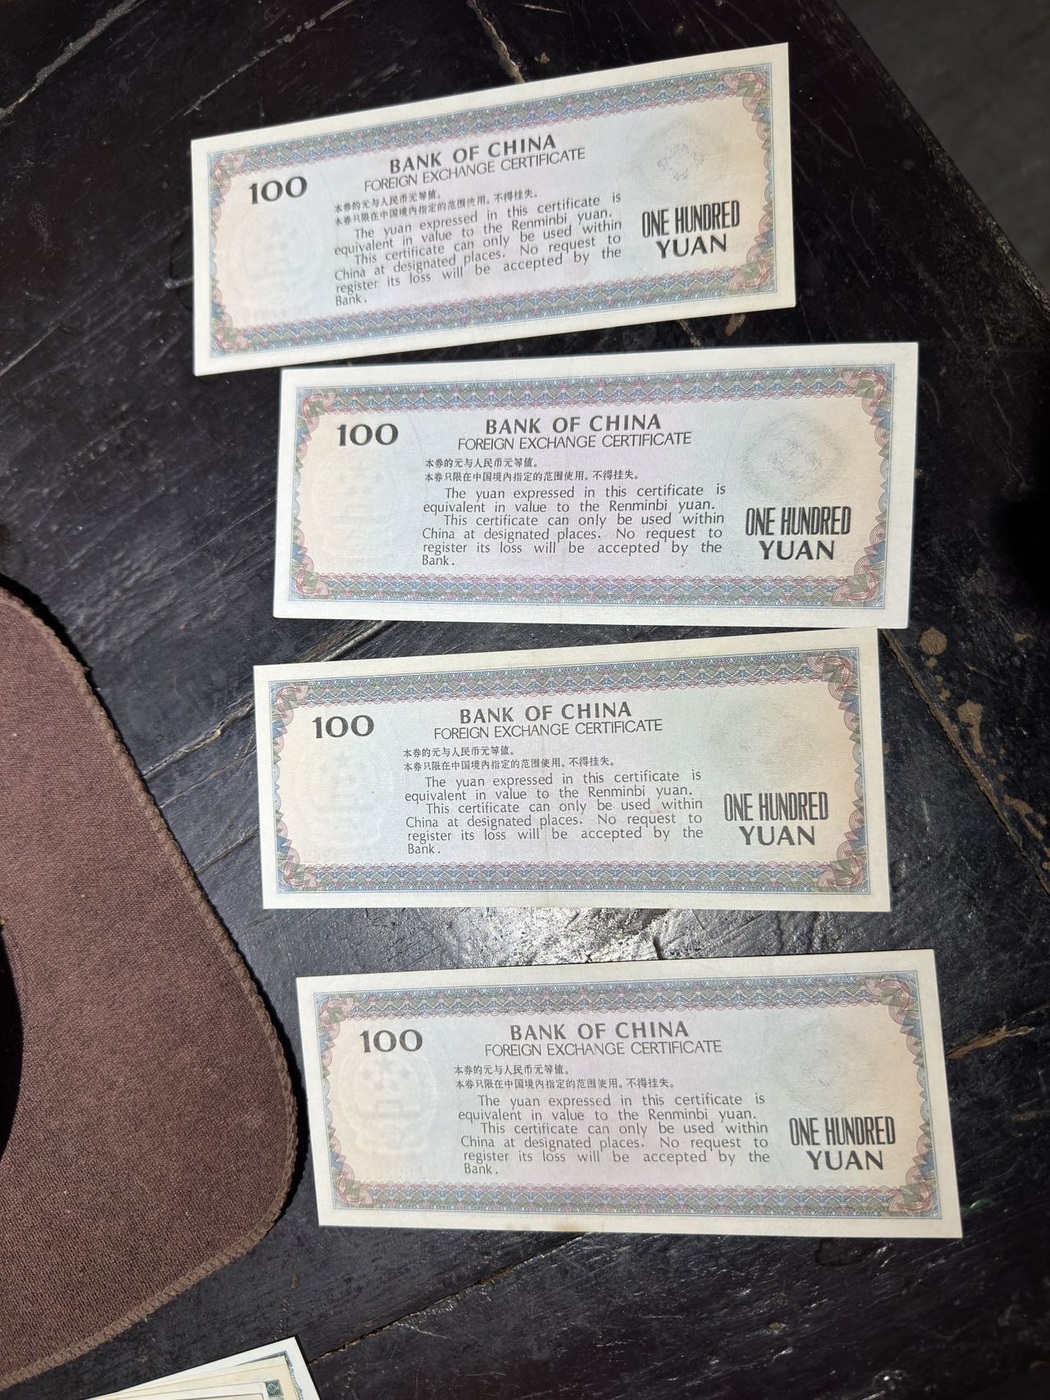 100
BANK OF CHINA
FOREIGN EXCHANGE CERTIFICATE
本券的元与人民币元等值。
本券只限在中国境内指定的范围使用。不得挂失。
The yuan expressed in this certificate is
equivalent in value to the Renminbi yuan.
This certificate can only be used within
China at designated places. No request to
register its loss will be accepted by the
Bank.
ONE HUNDRED
YUAN
100
BANK OF CHINA
FOREIGN EXCHANGE CERTIFICATE
本券的元与人民币元等值。
本券只限在中国境内指定的范围使用。不得挂失。
The yuan expressed in this certificate is
equivalent in value to the Renminbi yuan.
This certificate can only be used within
China at designated places. No request to
register its loss will be accepted by the
Bank.
ONE HUNDRED
YUAN
100
BANK OF CHINA
FOREIGN EXCHANGE CERTIFICATE
本券的元与人民币元等值。
本券只限在中国境内指定的范围使用。不得挂失。
The yuan expressed in this certificate is
equivalent in value to the Renminbi yuan.
This certificate can only be used within
China at designated places. No request to
register its loss will be accepted by the
Bank.
ONE HUNDRED
YUAN
100
BANK OF CHINA
FOREIGN EXCHANGE CERTIFICATE
本券的元与人民币元等值。
本券只限在中国境内指定的范围使用。不得挂失。
The yuan expressed in this certificate is
equivalent in value to the Renminbi yuan.
This certificate can only be used within
China at designated places. No request to
register its loss will be accepted by the
Bank.
ONE HUNDRED
YUAN